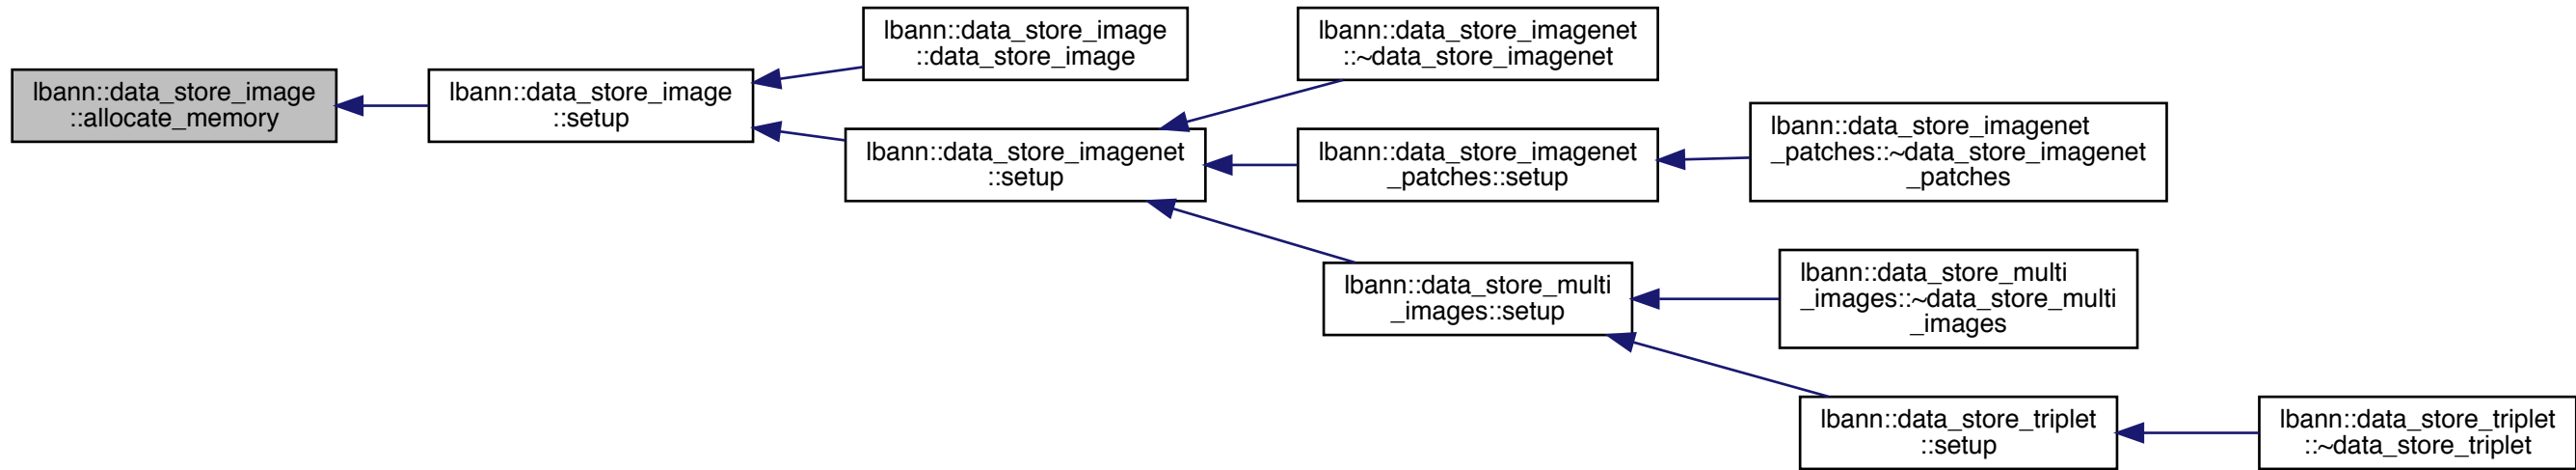 lbann::data_store_image
::allocate_memory
lbann::data_store_image
::setup
lbann::data_store_image
::data_store_image
lbann::data_store_imagenet
::setup
lbann::data_store_imagenet
::~data_store_imagenet
lbann::data_store_imagenet
_patches::setup
lbann::data_store_imagenet
_patches::~data_store_imagenet
_patches
lbann::data_store_multi
_images::setup
lbann::data_store_multi
_images::~data_store_multi
_images
lbann::data_store_triplet
::setup
lbann::data_store_triplet
::~data_store_triplet